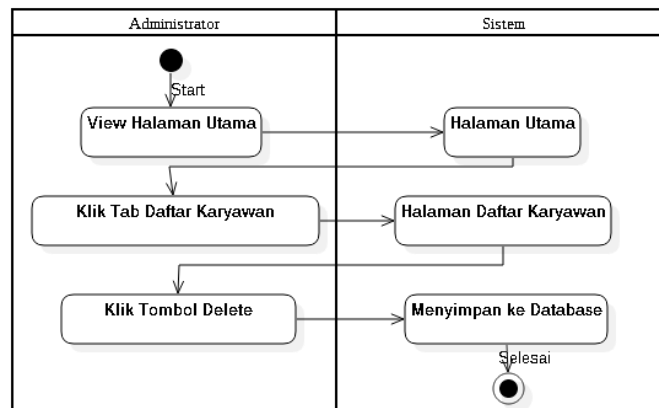 Administrator
Sistem
Start
View Halaman Utama
Halaman Utama
Klik Tab Daftar Karyawan
Halaman Daftar Karyawan
Klik Tombol Delete
Menyimpan ke Database
Selesai